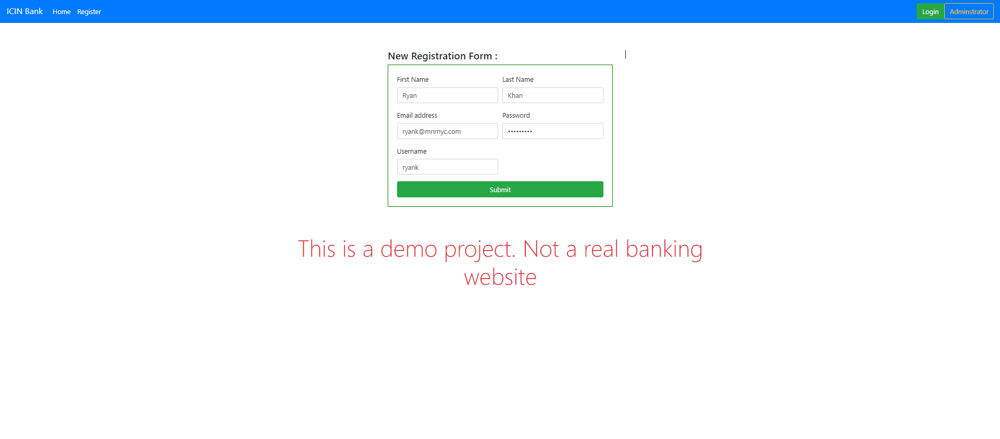 ICIN Bank Home Register Login Adminstrator
New Registration Form :
First Name Last Name
Ryan Khan
Email address Password
ryank@mnrnyc.com •••••••••
Username
ryank
Submit
This is a demo project. Not a real banking
website